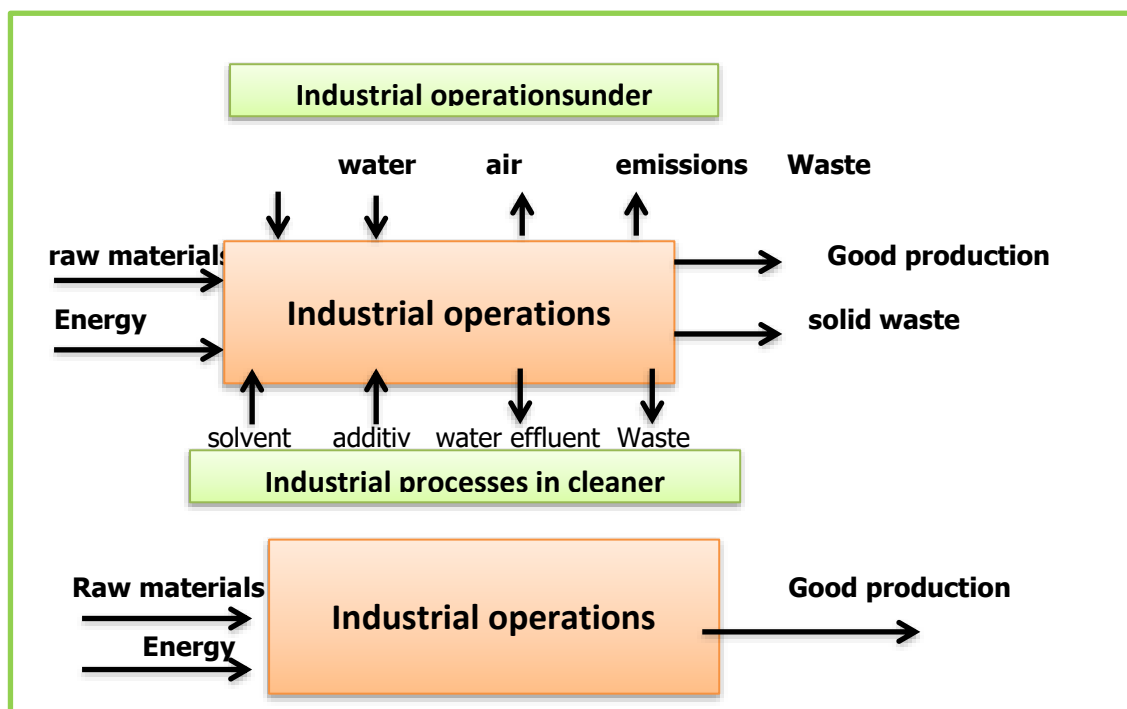 Industrial operationsunder
water air emissions Waste
raw materials
Good production
Energy
Industrial operations
solid waste
solvent additiv water effluent Waste
Industrial processes in cleaner
Raw materials
Good production
Industrial operations
Energy